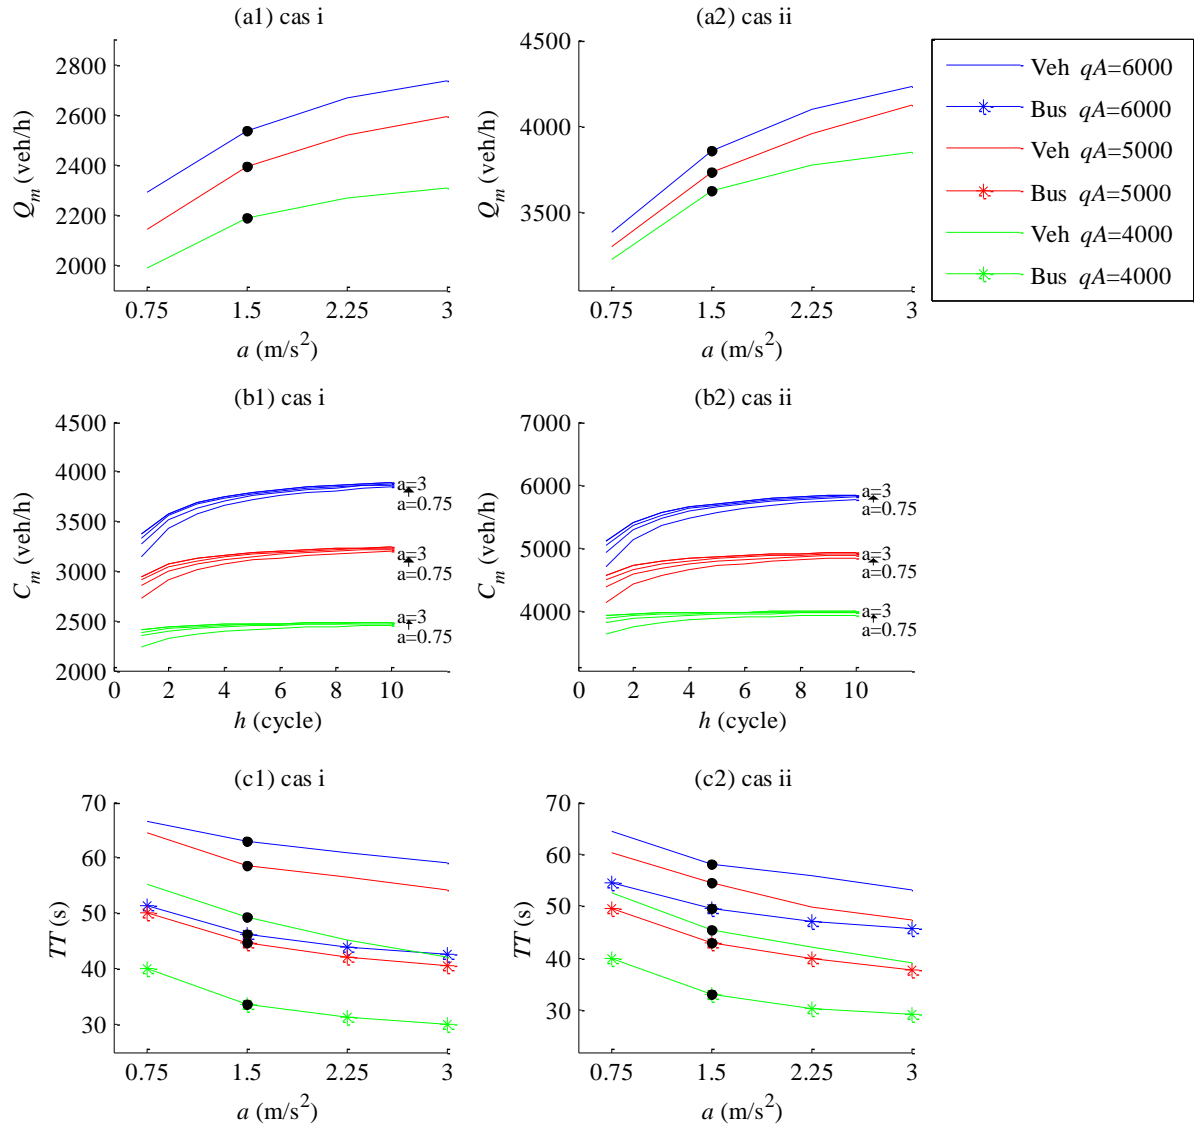 (a1) cas i
2800
2600
2400
2200
2000
Q_m (veh/h)
0.75 1.5 2.25 3
a (m/s²)
(a2) cas ii
4500
4000
3500
Q_m (veh/h)
0.75 1.5 2.25 3
a (m/s²)
Veh qA=6000
Bus qA=6000
Veh qA=5000
Bus qA=5000
Veh qA=4000
Bus qA=4000
(b1) cas i
4500
4000
3500
3000
2500
2000
C_m (veh/h)
a=3
a=0.75
a=3
a=0.75
a=3
a=0.75
0 2 4 6 8 10
h (cycle)
(b2) cas ii
7000
6000
5000
4000
C_m (veh/h)
a=3
a=0.75
a=3
a=0.75
a=3
a=0.75
0 2 4 6 8 10
h (cycle)
(c1) cas i
70
60
50
40
30
TT (s)
0.75 1.5 2.25 3
a (m/s²)
(c2) cas ii
70
60
50
40
30
TT (s)
0.75 1.5 2.25 3
a (m/s²)